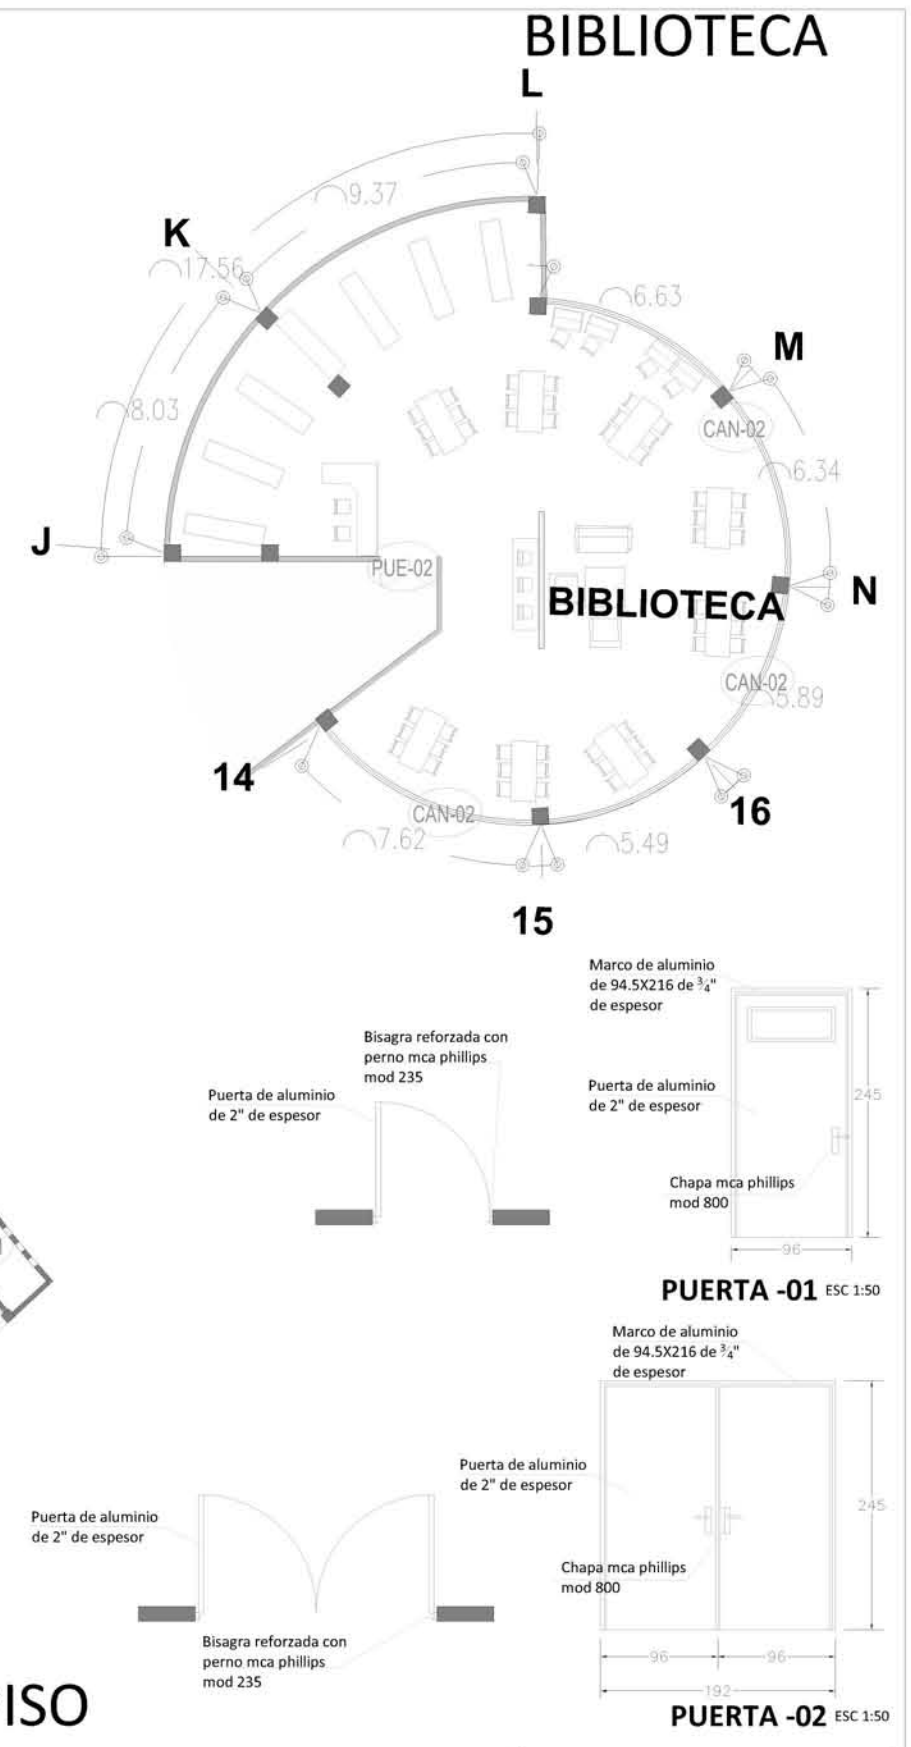 BIBLIOTECA
L
9.37
K
17.56
6.63
M
8.03
CAN-02
6.34
J
PUE-02
BIBLIOTECA
N
CAN-02
5.89
14
16
CAN-02
7.62
5.49
15
Marco de aluminio
de 94.5X216 de ¾"
de espesor
Bisagra reforzada con
perno mca phillips
mod 235
Puerta de aluminio
de 2" de espesor
Puerta de aluminio
de 2" de espesor
245
Chapa mca phillips
mod 800
96
PUERTA -01 ESC 1:50
Marco de aluminio
de 94.5X216 de ¾"
de espesor
Puerta de aluminio
de 2" de espesor
Puerta de aluminio
de 2" de espesor
245
Chapa mca phillips
mod 800
Bisagra reforzada con
perno mca phillips
mod 235
96
96
192
ISO
PUERTA -02 ESC 1:50